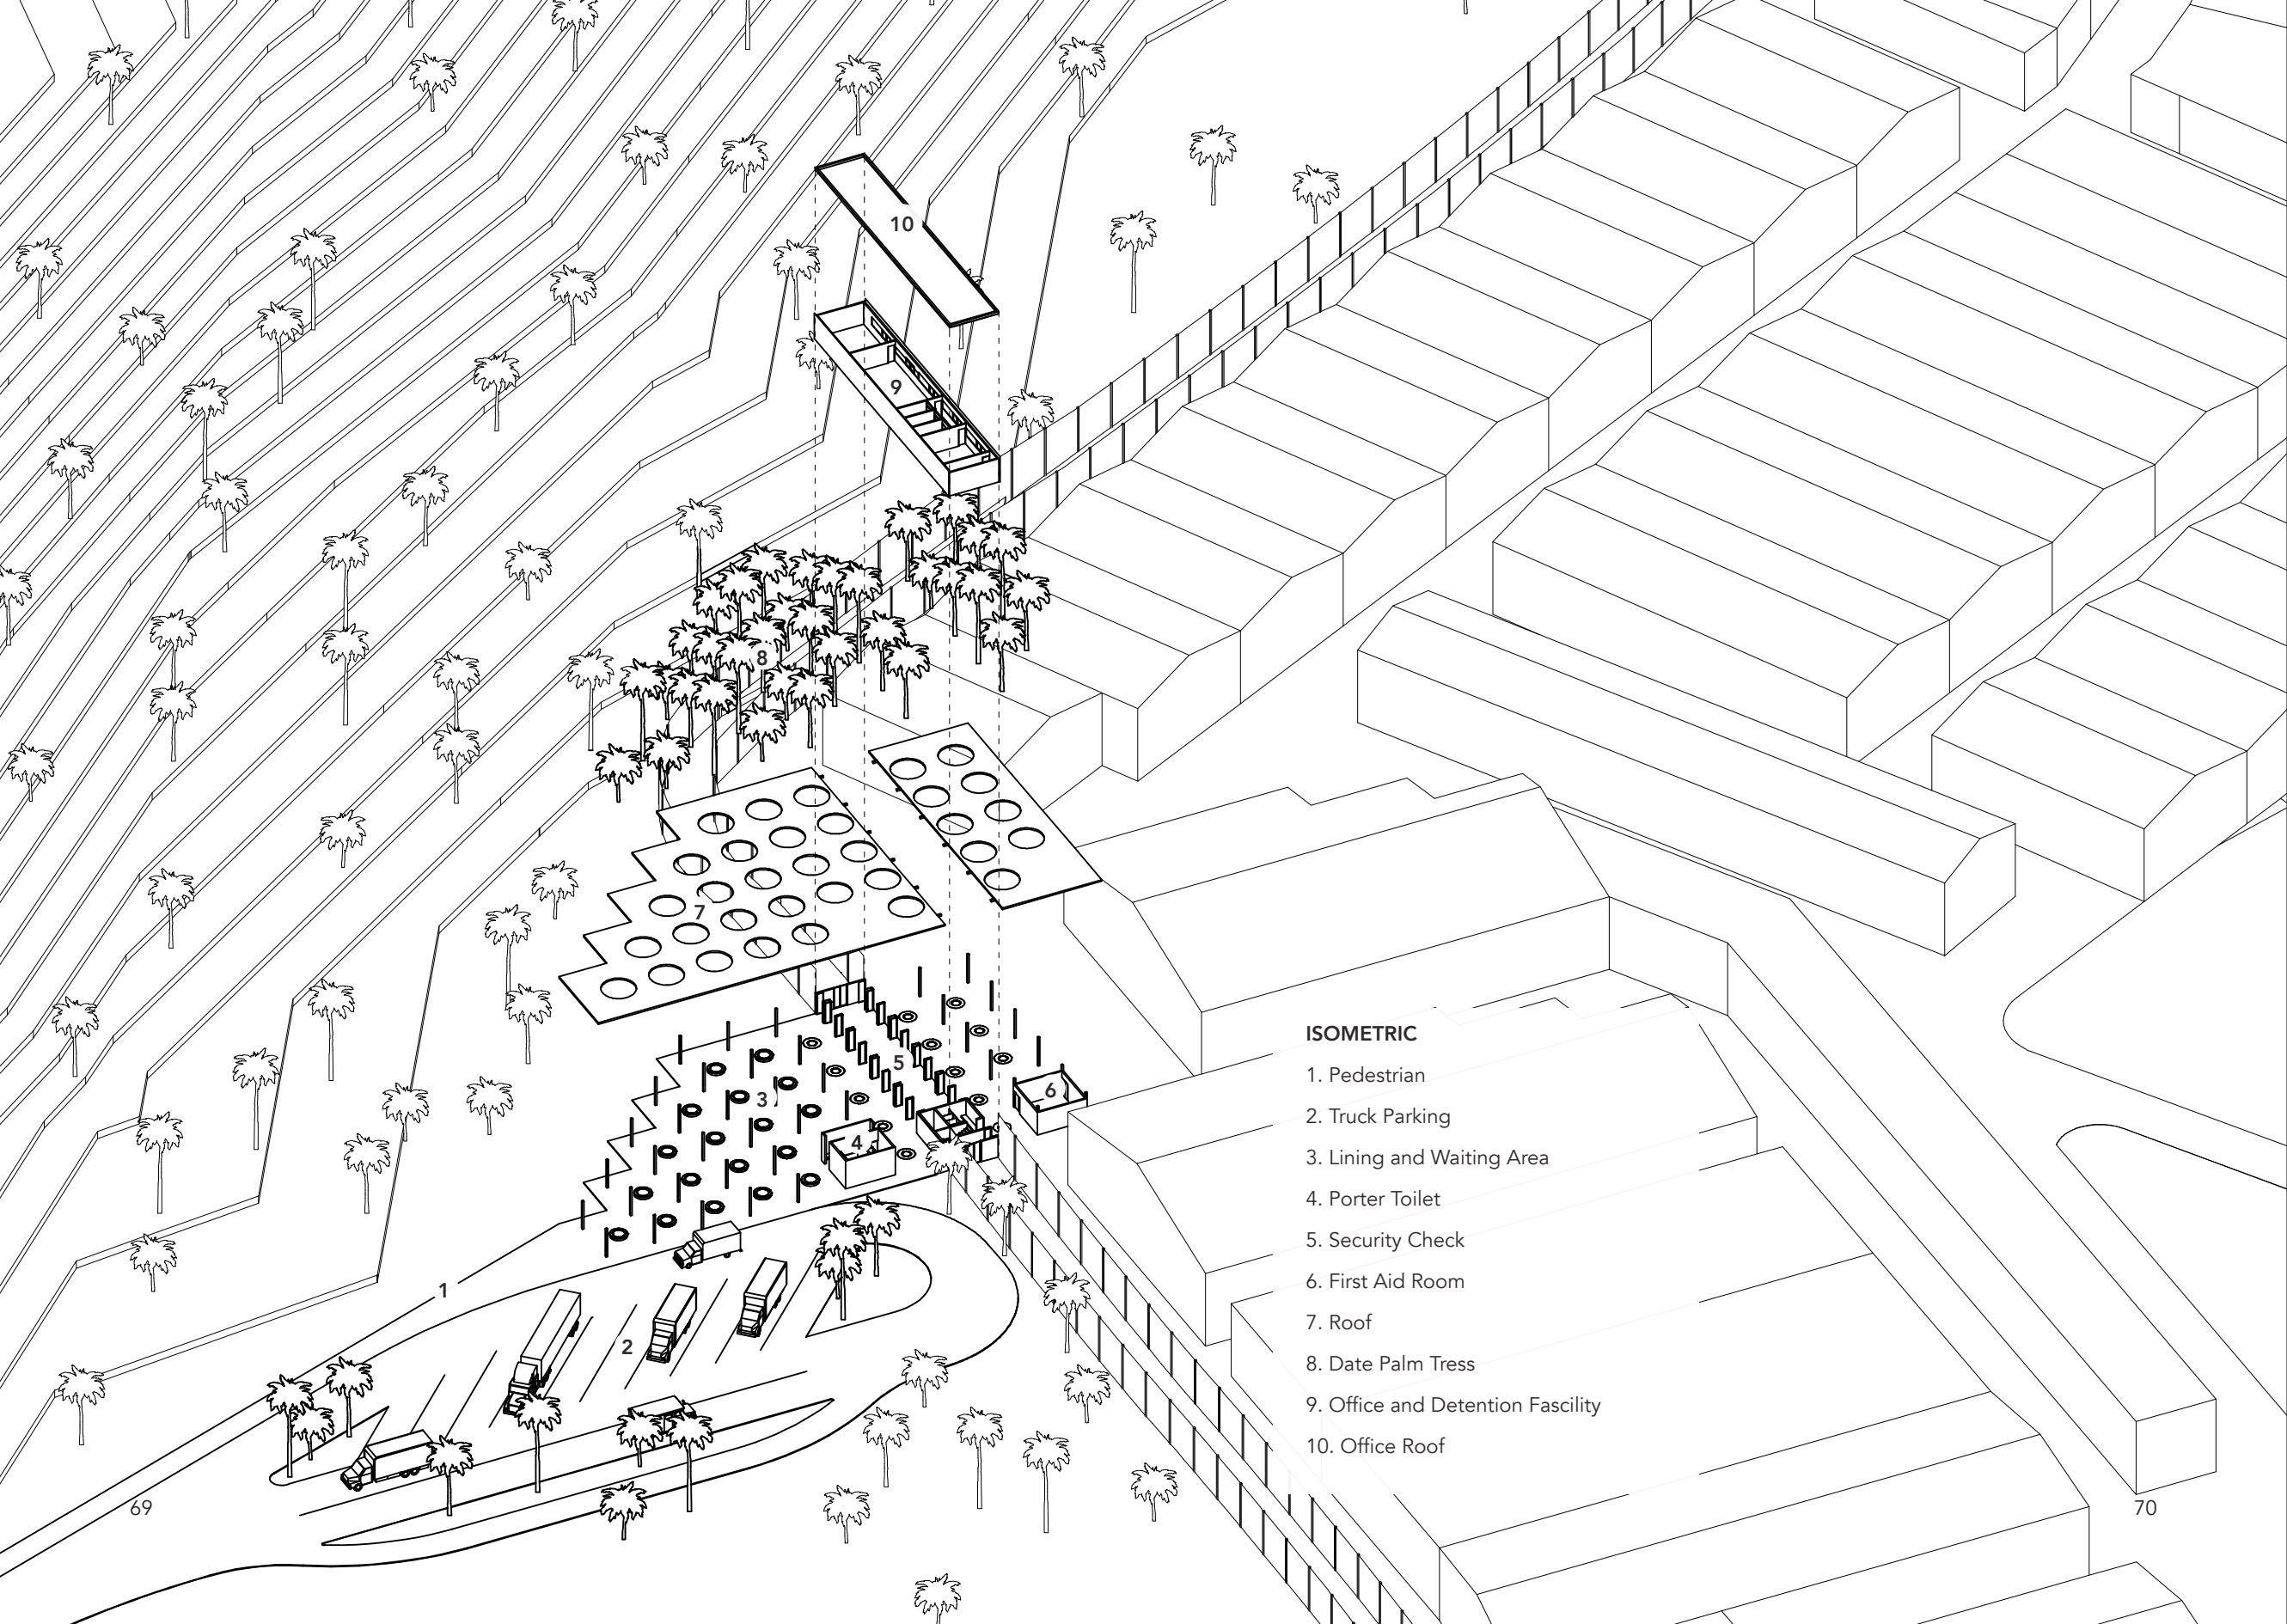 10
9
8
7
5
6
3
4
1
2
ISOMETRIC
1. Pedestrian
2. Truck Parking
3. Lining and Waiting Area
4. Porter Toilet
5. Security Check
6. First Aid Room
7. Roof
8. Date Palm Tress
9. Office and Detention Fascility
10. Office Roof
69
70